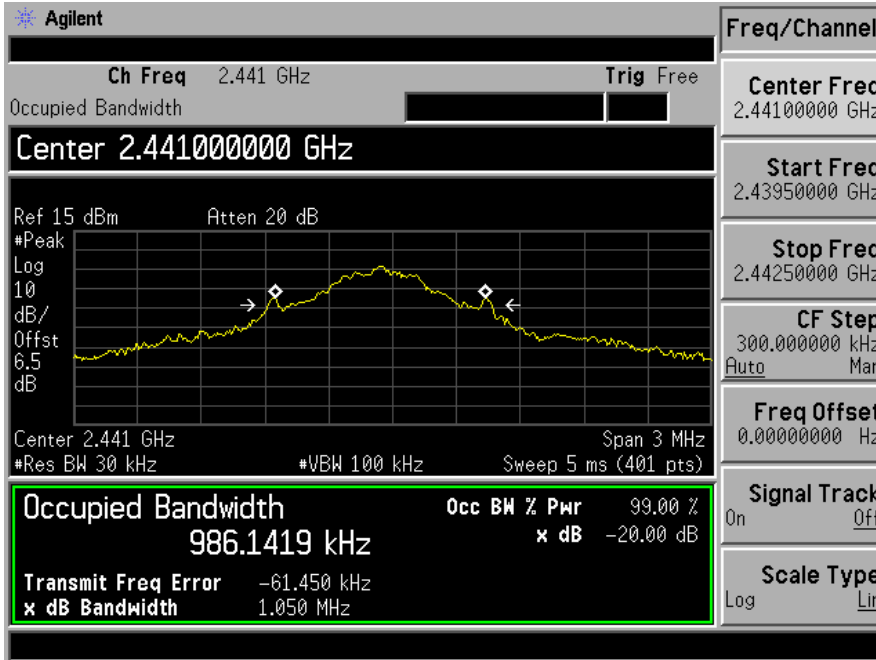 Agilent
Freq/Channel
Ch Freq 2.441 GHz Trig Free
Occupied Bandwidth
Center 2.441000000 GHz
Ref 15 dBm Atten 20 dB
#Peak
Log
10
dB/
Offst
6.5
dB
Center 2.441 GHz Span 3 MHz
#Res BW 30 kHz #VBW 100 kHz Sweep 5 ms (401 pts)
Occupied Bandwidth
986.1419 kHz
Occ BW % Pwr 99.00 %
x dB -20.00 dB
Transmit Freq Error -61.450 kHz
x dB Bandwidth 1.050 MHz
Center Freq
2.44100000 GHz
Start Freq
2.43950000 GHz
Stop Freq
2.44250000 GHz
CF Step
300.000000 kHz
Auto Man
Freq Offset
0.00000000 Hz
Signal Track
On Off
Scale Type
Log Lin